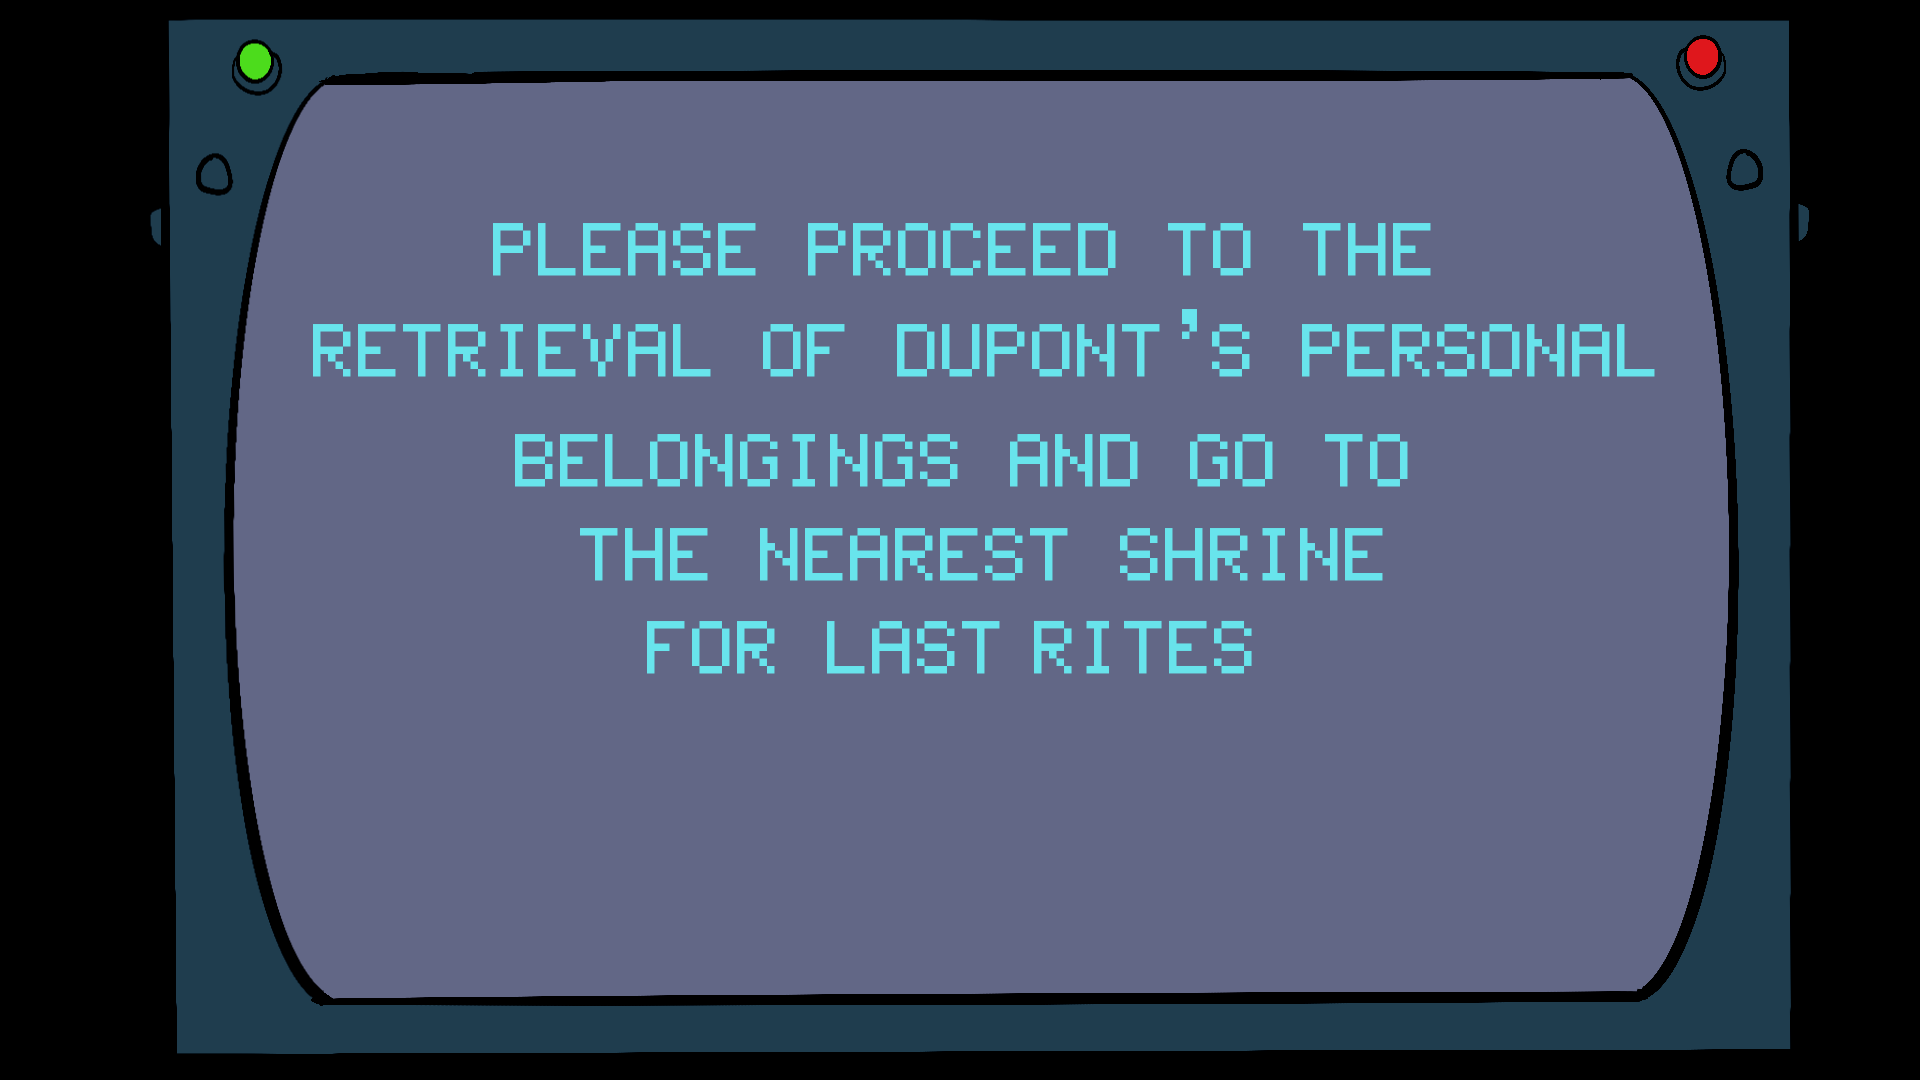 PLEASE PROCEED TO THE
RETRIEVAL OF DUPONT'S PERSONAL
BELONGINGS AND GO TO
THE NEAREST SHRINE
FOR LAST RITES